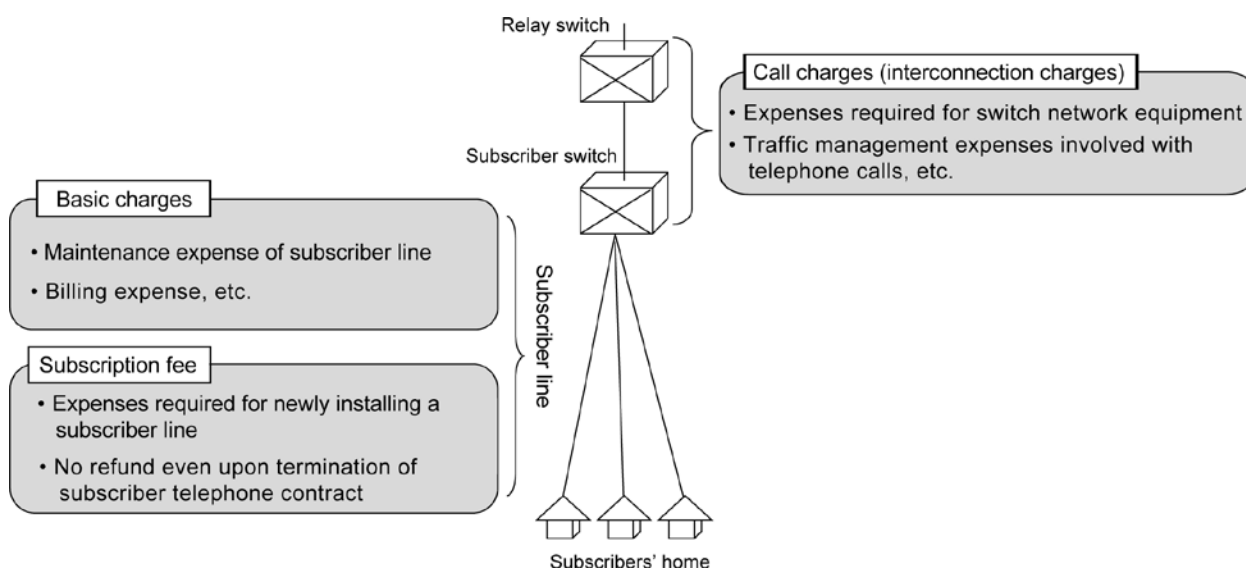 Relay switch
Call charges (interconnection charges)
• Expenses required for switch network equipment
• Traffic management expenses involved with
telephone calls, etc.
Subscriber switch
Basic charges
• Maintenance expense of subscriber line
• Billing expense, etc.
Subscriber line
Subscription fee
• Expenses required for newly installing a
subscriber line
• No refund even upon termination of
subscriber telephone contract
Subscribers' home